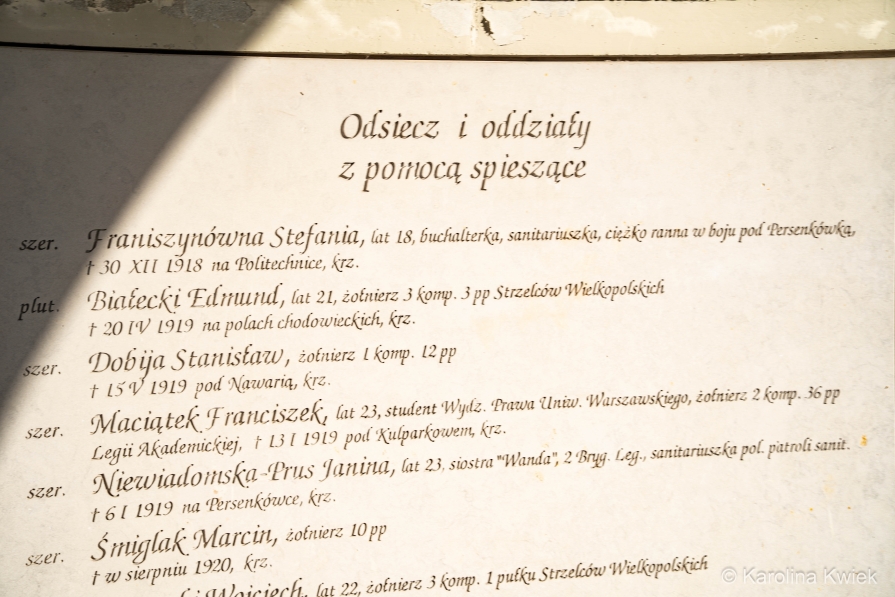 Odsiecz i oddziały
z pomocą spieszące
szer. Franiszynówna Stefania, lat 18, buchalterka, sanitariuszka, ciężko ranna w boju pod Persenkówką,
† 30 XII 1918 na Politechnice, krz.
plut. Białecki Edmund, lat 21, żołnierz 3 komp. 3 pp Strzelców Wielkopolskich
† 20 IV 1919 na polach chodowieckich, krz.
szer. Dobija Stanisław, żołnierz 1 komp. 12 pp
† 15 V 1919 pod Nawarią, krz.
szer. Maciątek Franciszek, lat 23, student Wydz. Prawa Uniw. Warszawskiego, żołnierz 2 komp. 36 pp
Legii Akademickiej, † 13 I 1919 pod Kulparkowem, krz.
szer. Niewiadomska-Prus Janina, lat 23, siostra "Wanda", 2 Bryg. Leg., sanitariuszka pol. patroli sanit.
† 6 I 1919 na Persenkówce, krz.
szer. Śmiglak Marcin, żołnierz 10 pp
† w sierpniu 1920, krz.
Wojciech, lat 22, żołnierz 3 komp. 1 pułku Strzelców Wielkopolskich
© Karolina Kwiek